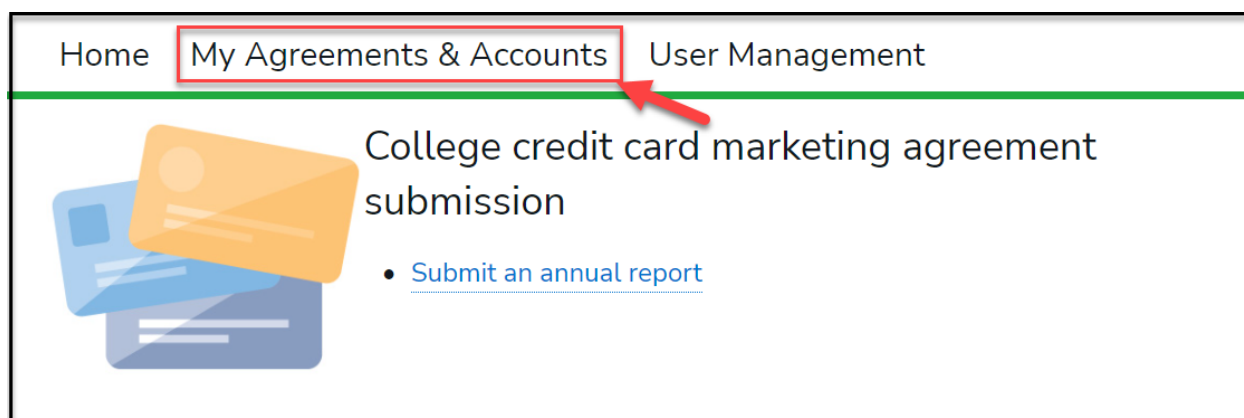 Home My Agreements & Accounts User Management
College credit card marketing agreement
submission
• Submit an annual report